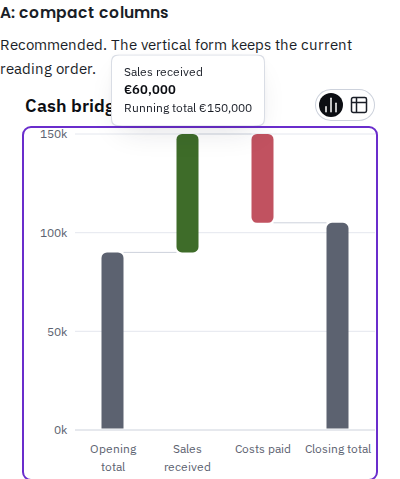 A: compact columns
Recommended. The vertical form keeps the current
reading order.
Sales received
€60,000
Running total €150,000
Cash
150k
100k
50k
0k
Opening
total
Sales
received
Costs paid
Closing total